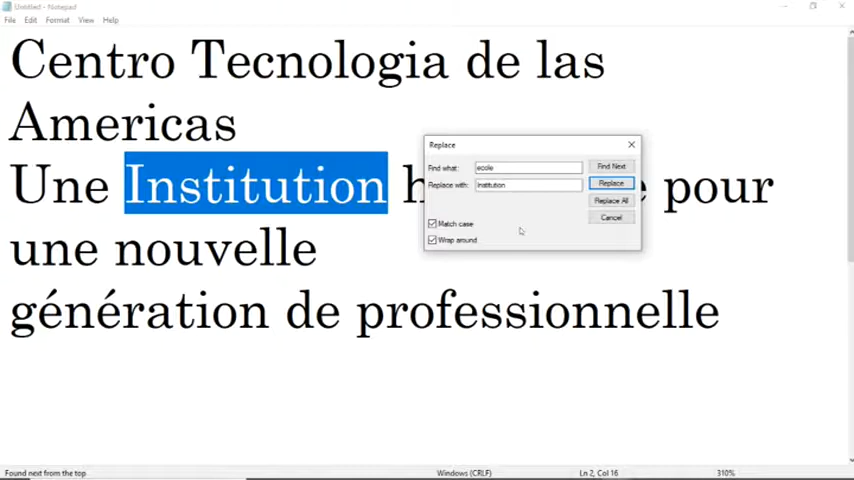 Untitled - Notepad
File Edit Format View Help
Centro Tecnologia de las
Americas
Une Institution pour
une nouvelle
génération de professionnelle
Replace
Find what: ecole
Find Next
Replace with: Institution
Replace
Replace All
Cancel
Match case
Wrap around
Found next from the top
Windows (CRLF)
Ln 2, Col 16
310%